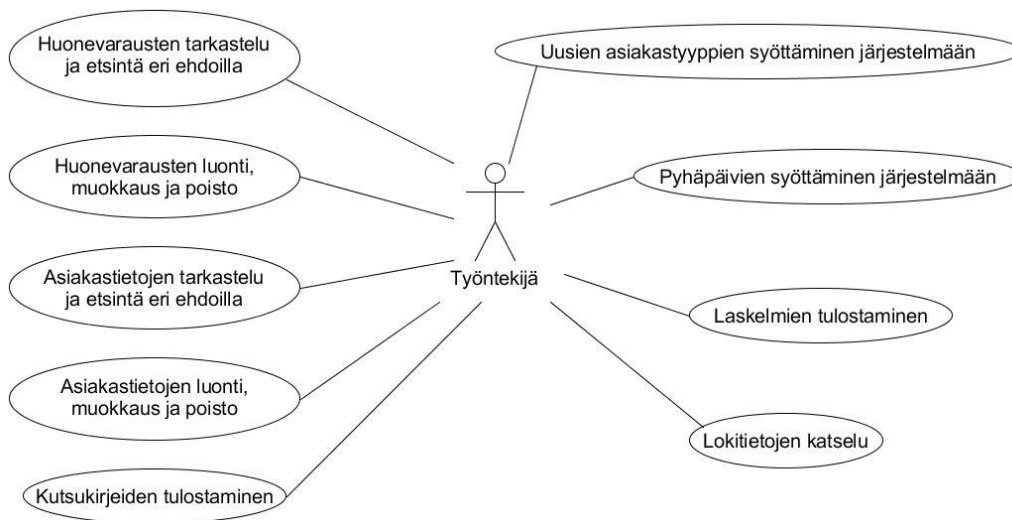 Huonevarausten tarkastelu
ja etsintä eri ehdoilla
Huonevarausten luonti,
muokkaus ja poisto
Asiakastietojen tarkastelu
ja etsintä eri ehdoilla
Asiakastietojen luonti,
muokkaus ja poisto
Kutsukirjeiden tulostaminen
Työntekijä
Uusien asiakastyyppien syöttäminen järjestelmään
Pyhäpäivien syöttäminen järjestelmään
Laskelmien tulostaminen
Lokitietojen katselu